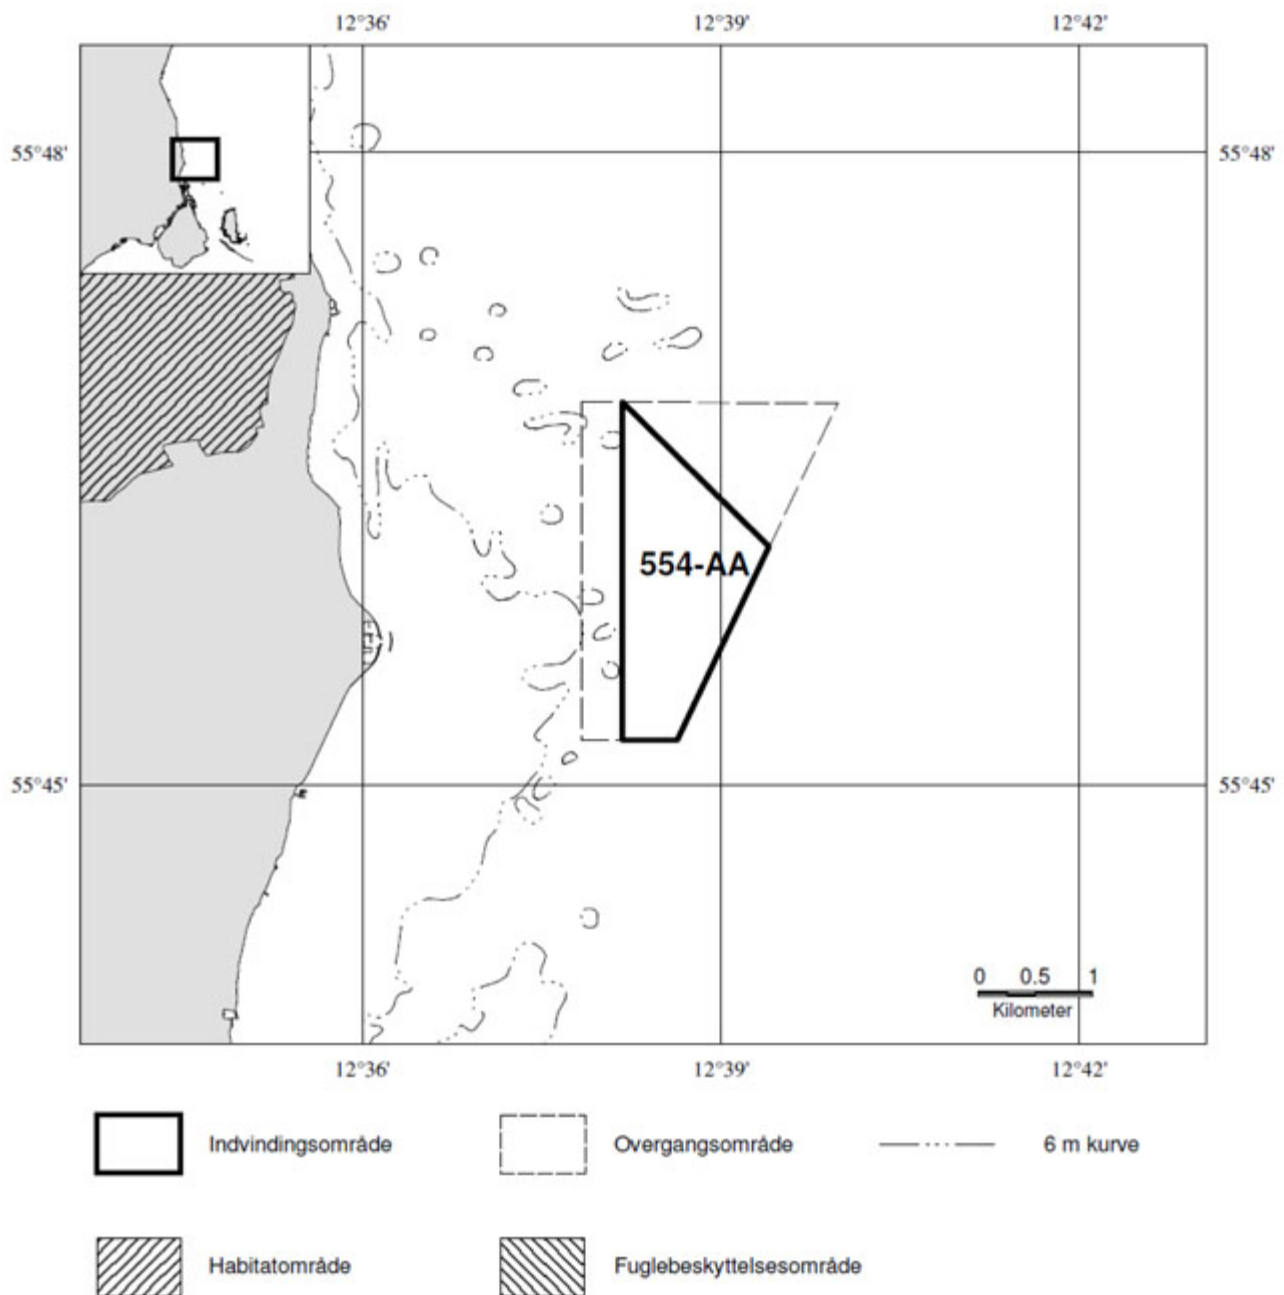 12°36' 12°39' 12°42'
55°48' 55°48'
554-AA
55°45' 55°45'
0 0.5 1
Kilometer
12°36' 12°39' 12°42'
Indvindingsområde Overgangsområde 6 m kurve
Habitatområde Fuglebeskyttelsesområde